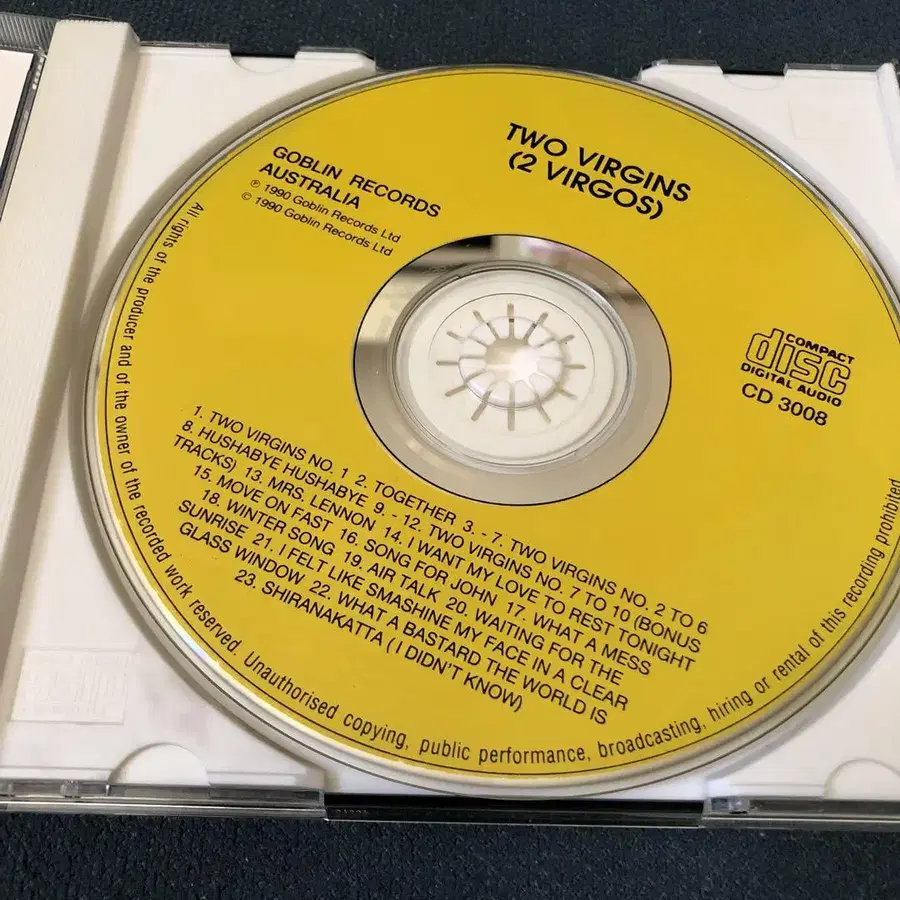 TWO VIRGINS
(2 VIRGOS)
GOBLIN RECORDS
AUSTRALIA
℗ 1990 Goblin Records Ltd
© 1990 Goblin Records Ltd
COMPACT
disc
DIGITAL AUDIO
CD 3008
1. TWO VIRGINS NO. 1 2. TOGETHER 3. - 7. TWO VIRGINS NO. 2 TO 6
8. HUSHABYE HUSHABYE 9. - 12. TWO VIRGINS NO. 7 TO 10 (BONUS
TRACKS) 13. MRS. LENNON 14. I WANT MY LOVE TO REST TONIGHT
15. MOVE ON FAST 16. SONG FOR JOHN 17. WHAT A MESS
18. WINTER SONG 19. AIR TALK 20. WAITING FOR THE
SUNRISE 21. I FELT LIKE SMASHINE MY FACE IN A CLEAR
GLASS WINDOW 22. WHAT A BASTARD THE WORLD IS
23. SHIRANAKATTA ( I DIDN'T
KNOW)
All rights of the producer and of the owner of the recorded work reserved. Unauthorised copying, public performance, broadcasting, hiring or rental of this recording prohibited